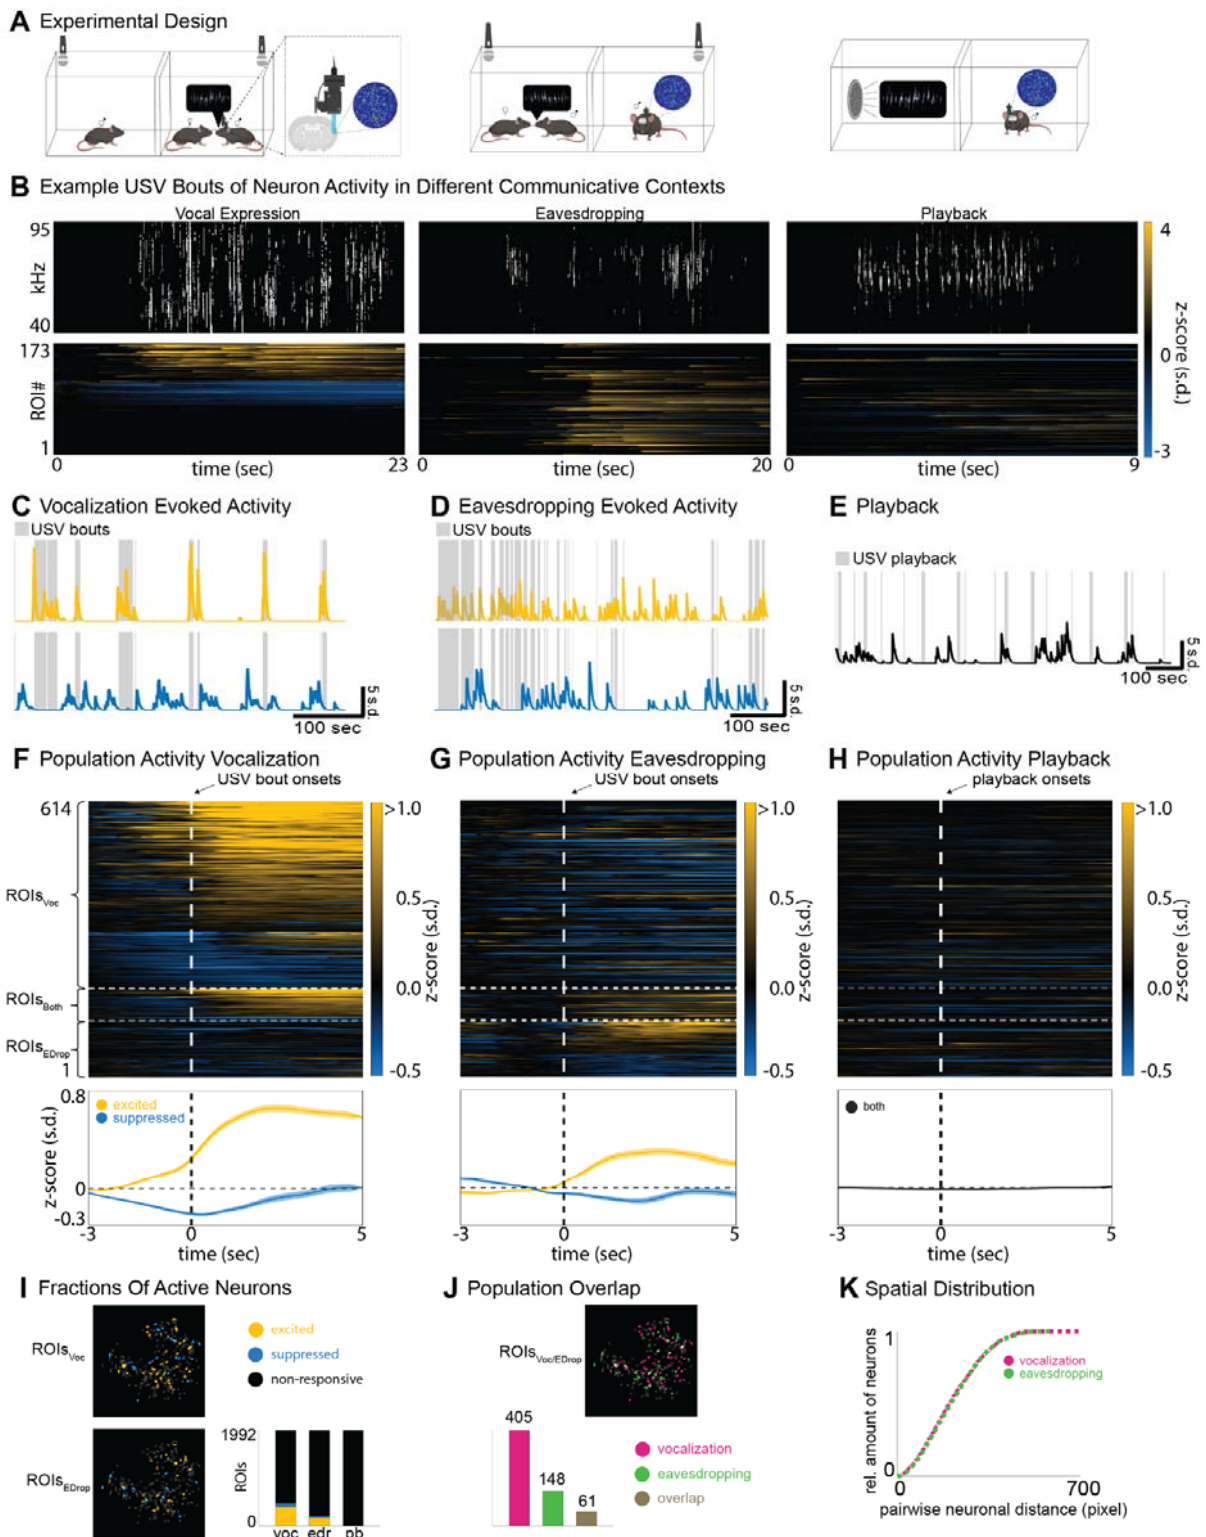 A Experimental Design
B Example USV Bouts of Neuron Activity in Different Communicative Contexts
Vocal Expression
Eavesdropping
Playback
95
kHz
40
173
ROI#
1
0
time (sec)
23
0
time (sec)
20
0
time (sec)
9
4
0
-3
z-score (s.d.)
C Vocalization Evoked Activity
USV bouts
5 s.d.
100 sec
D Eavesdropping Evoked Activity
USV bouts
5 s.d.
100 sec
E Playback
USV playback
5 s.d.
100 sec
F Population Activity Vocalization
USV bout onsets
614
ROIsVoc
ROIsBoth
ROIsEDrop
1
>1.0
0.5
0.0
-0.5
z-score (s.d.)
0.8
0
-0.3
z-score (s.d.)
excited
suppressed
-3
0
5
time (sec)
G Population Activity Eavesdropping
USV bout onsets
>1.0
0.5
0.0
-0.5
z-score (s.d.)
-3
0
5
time (sec)
H Population Activity Playback
playback onsets
>1.0
0.5
0.0
-0.5
z-score (s.d.)
both
-3
0
5
time (sec)
I Fractions Of Active Neurons
ROIsVoc
excited
suppressed
non-responsive
ROIsEDrop
1992
ROIs
0
voc edr pb
J Population Overlap
ROIsVoc/EDrop
405
148
61
vocalization
eavesdropping
overlap
K Spatial Distribution
1
rel. amount of neurons
0
vocalization
eavesdropping
700
pairwise neuronal distance (pixel)